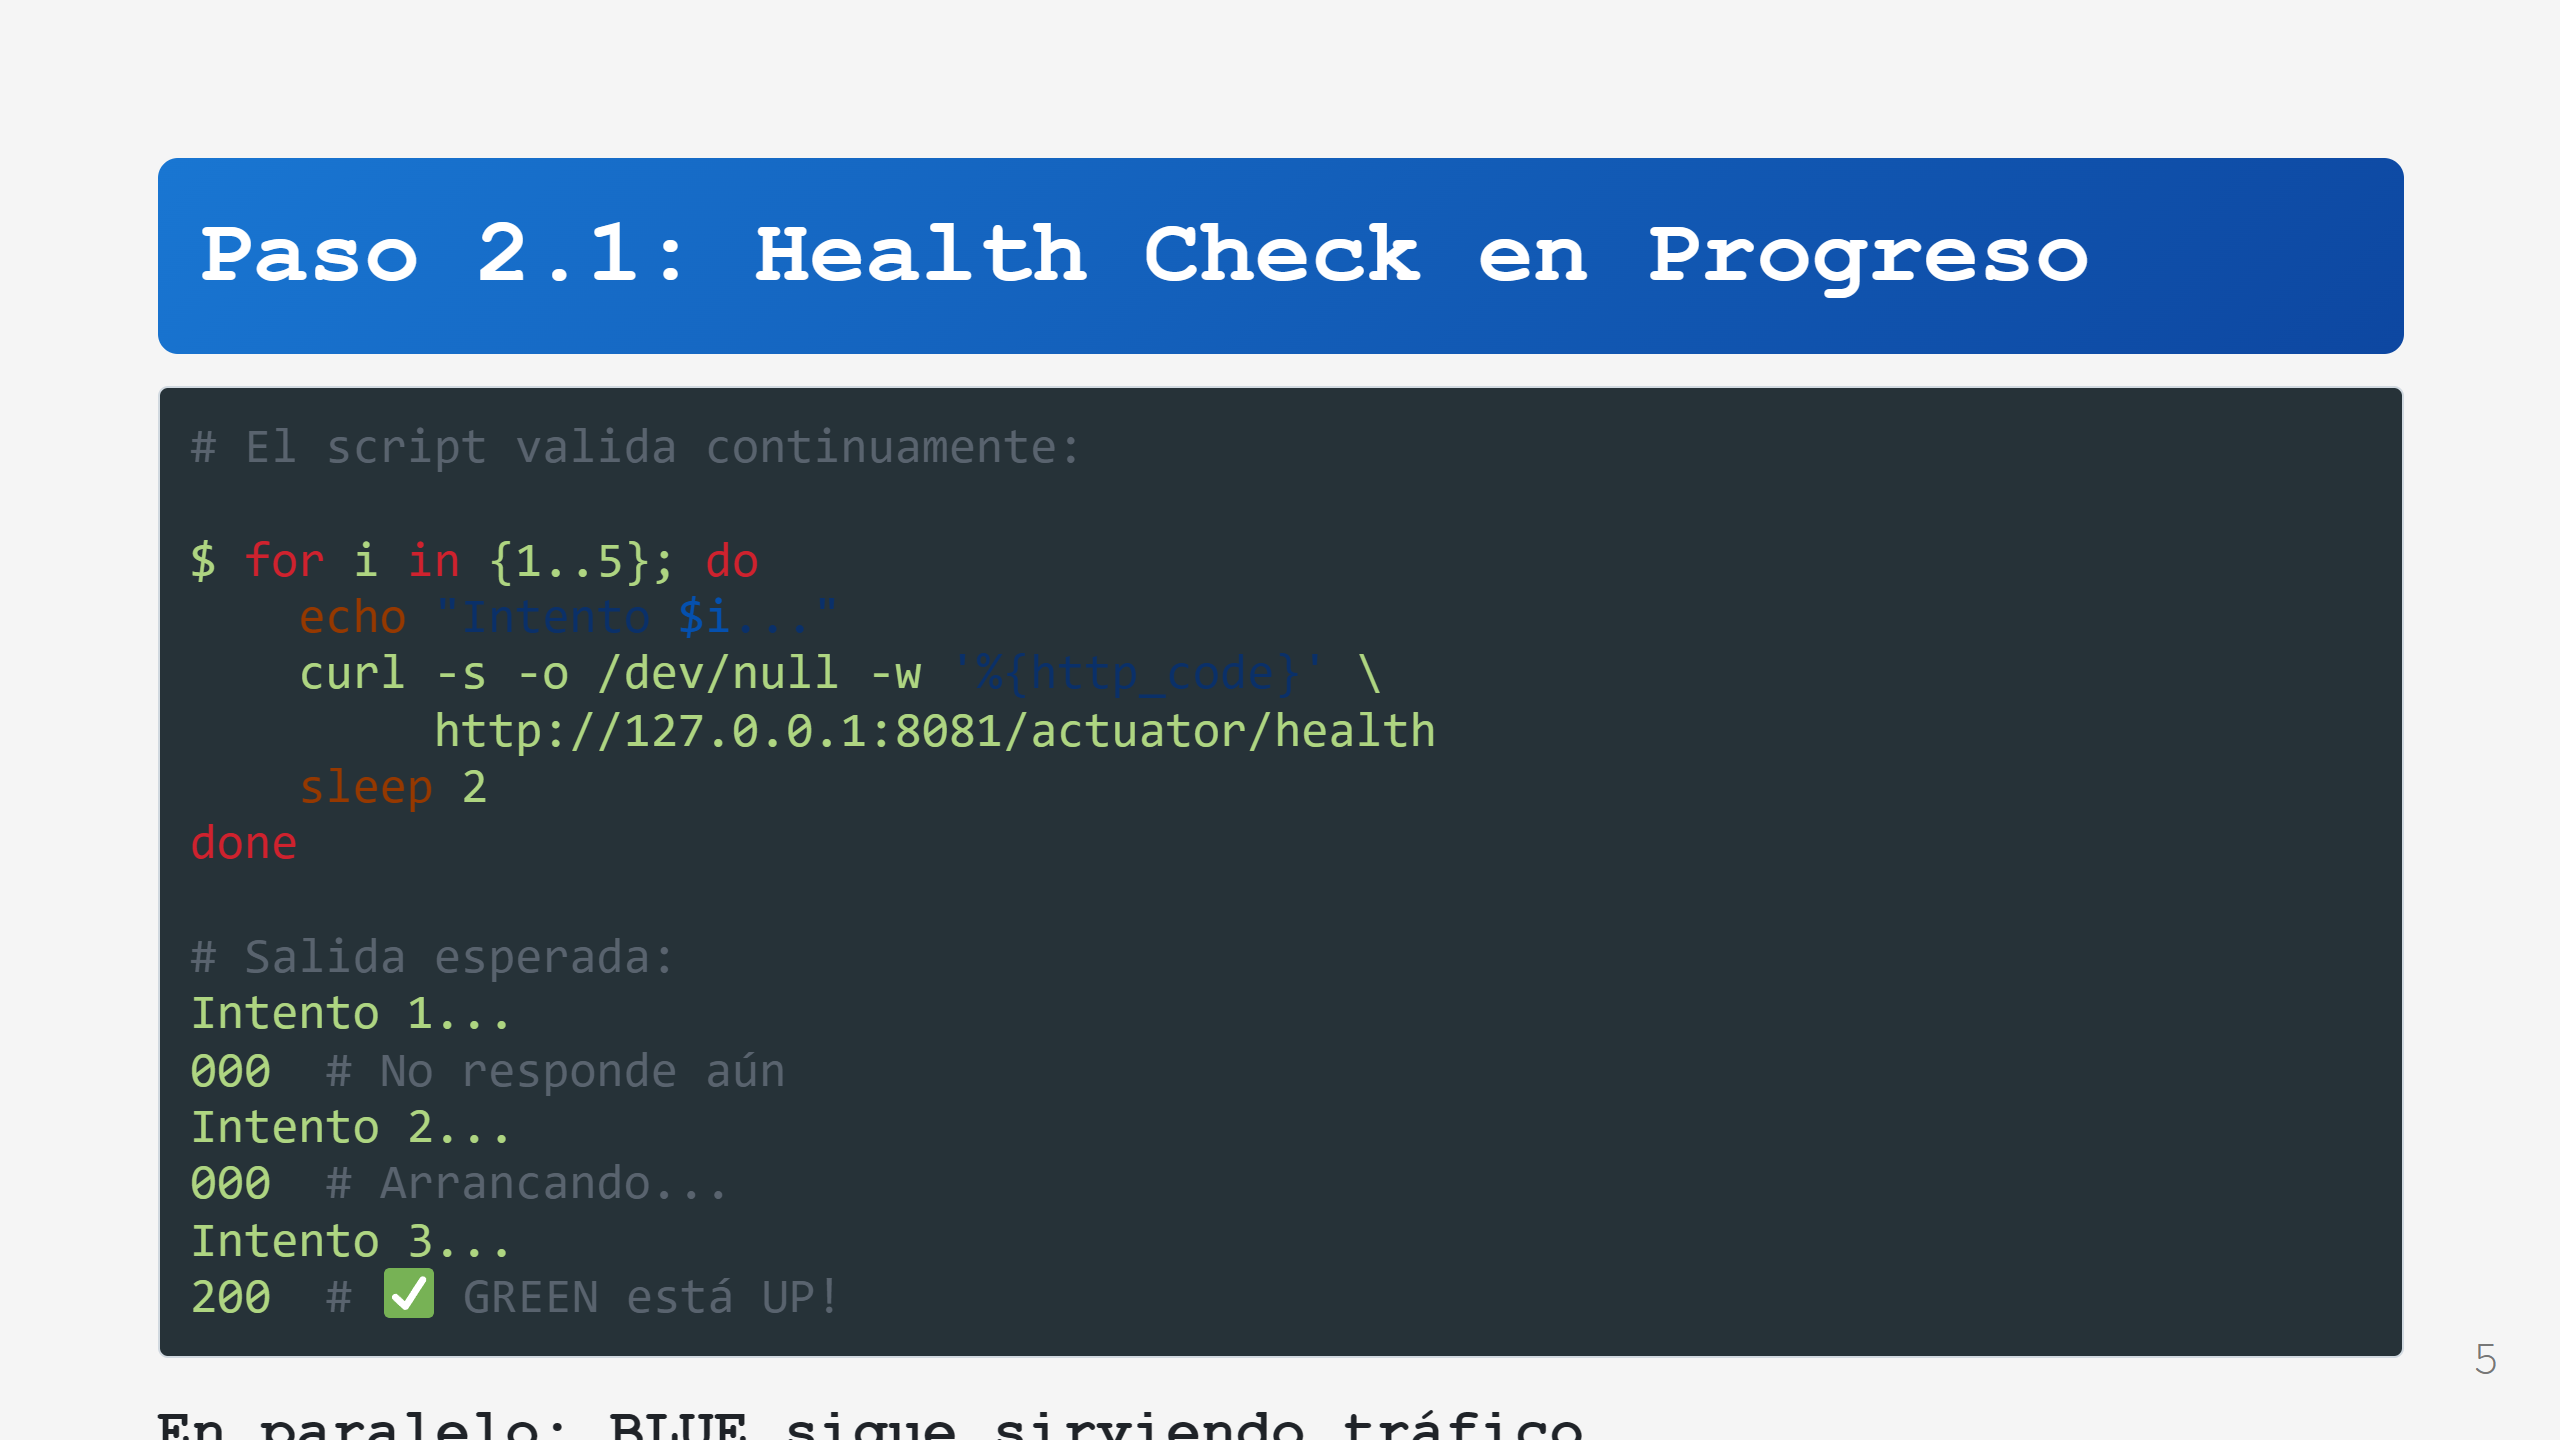 Paso 2.1: Health Check en Progreso
# El script valida continuamente:
$ for i in {1..5}; do
    echo "Intento $i..."
    curl -s -o /dev/null -w '%{http_code}' \
         http://127.0.0.1:8081/actuator/health
    sleep 2
done
# Salida esperada:
Intento 1...
000  # No responde aún
Intento 2...
000  # Arrancando...
Intento 3...
200  # ✅ GREEN está UP!
5
En paralelo: BLUE sigue sirviendo tráfico